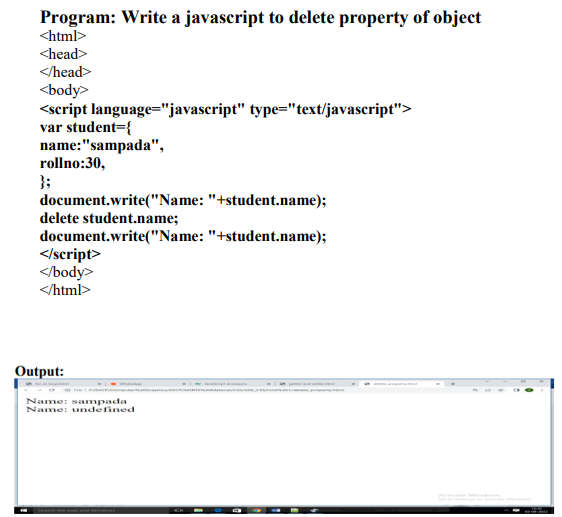 Program: Write a javascript to delete property of object
<html>
<head>
</head>
<body>
<script language="javascript" type="text/javascript">
var student={
name:"sampada",
rollno:30,
};
document.write("Name: "+student.name);
delete student.name;
document.write("Name: "+student.name);
</script>
</body>
</html>
Output:
Name: sampada
Name: undefined
Activate Windows